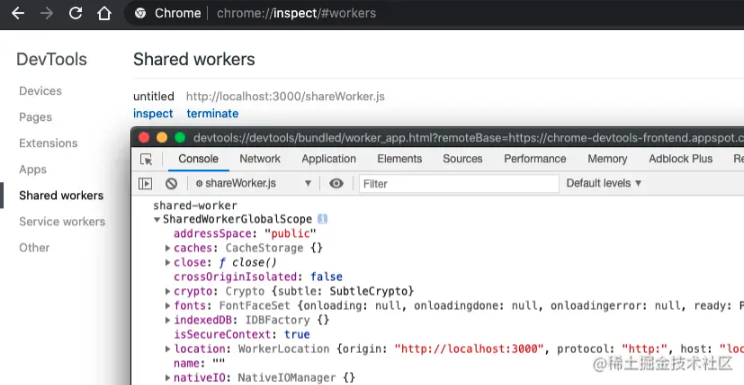 Chrome chrome://inspect/#workers
DevTools
Shared workers
Devices
Pages
Extensions
Apps
Shared workers
Service workers
Other
untitled http://localhost:3000/shareWorker.js
inspect terminate
devtools://devtools/bundled/worker_app.html?remoteBase=https://chrome-devtools-frontend.appspot.c
Console Network Application Elements Sources Performance Memory Adblock Plus Re
shareWorker.js Filter Default levels
shared-worker
SharedWorkerGlobalScope i
addressSpace: "public"
caches: CacheStorage {}
close: ƒ close()
crossOriginIsolated: false
crypto: Crypto {subtle: SubtleCrypto}
fonts: FontFaceSet {onloading: null, onloadingdone: null, onloadingerror: null, ready: P
indexedDB: IDBFactory {}
isSecureContext: true
location: WorkerLocation {origin: "http://localhost:3000", protocol: "http:", host: "loc
name: ""
nativeIO: NativeIOManager {}
@稀土掘金技术社区